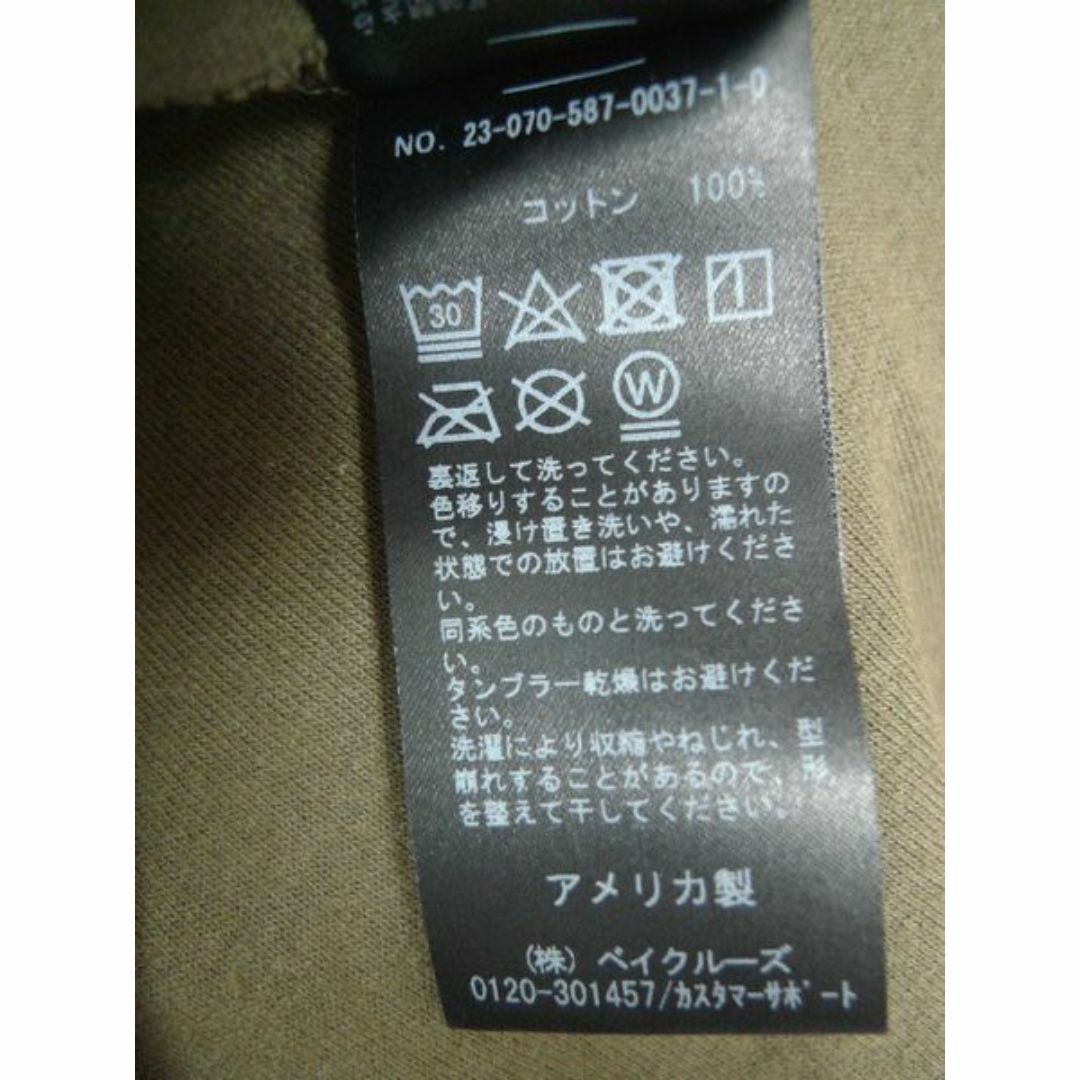 NO. 23-070-587-0037-1-0
コットン 100%
30
W
裏返して洗ってください。
色移りすることがありますの
で、浸け置き洗いや、濡れた
状態での放置はお避けくださ
い。
同系色のものと洗ってくださ
い。
タンブラー乾燥はお避けくだ
さい。
洗濯により収縮やねじれ、型
崩れすることがあるので、形
を整えて干してください。
アメリカ製
(株) ベイクルーズ
0120-301457/カスタマーサポート